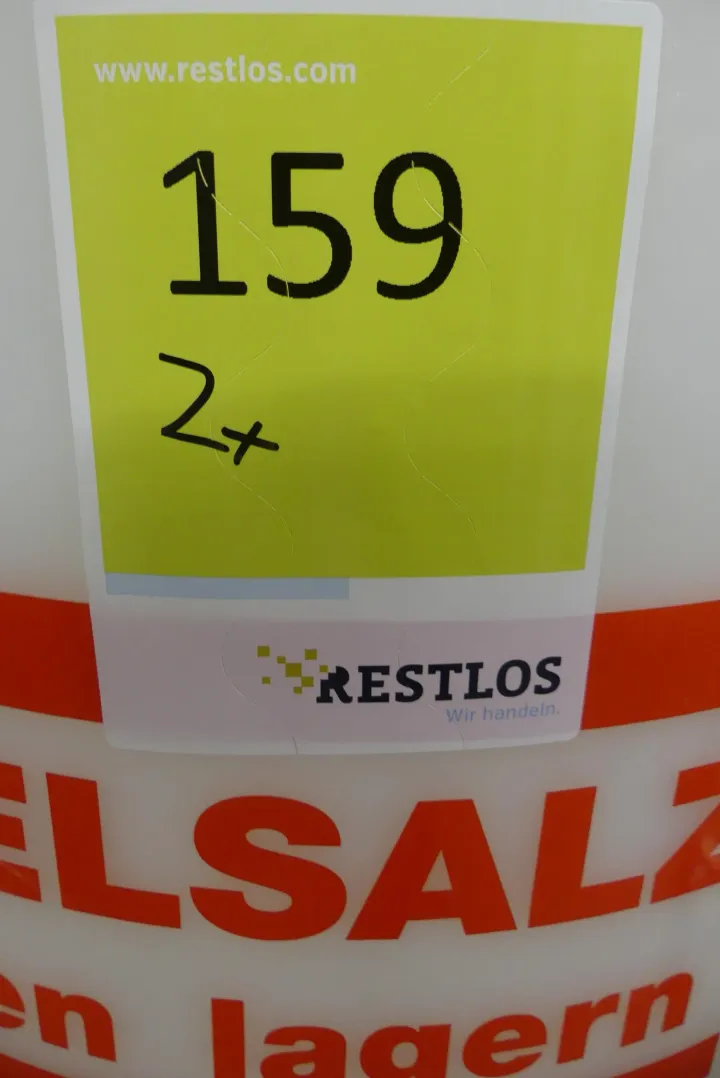 www.restlos.com
159
2x
RESTLOS
Wir handeln.
ELSALZ
en lagern